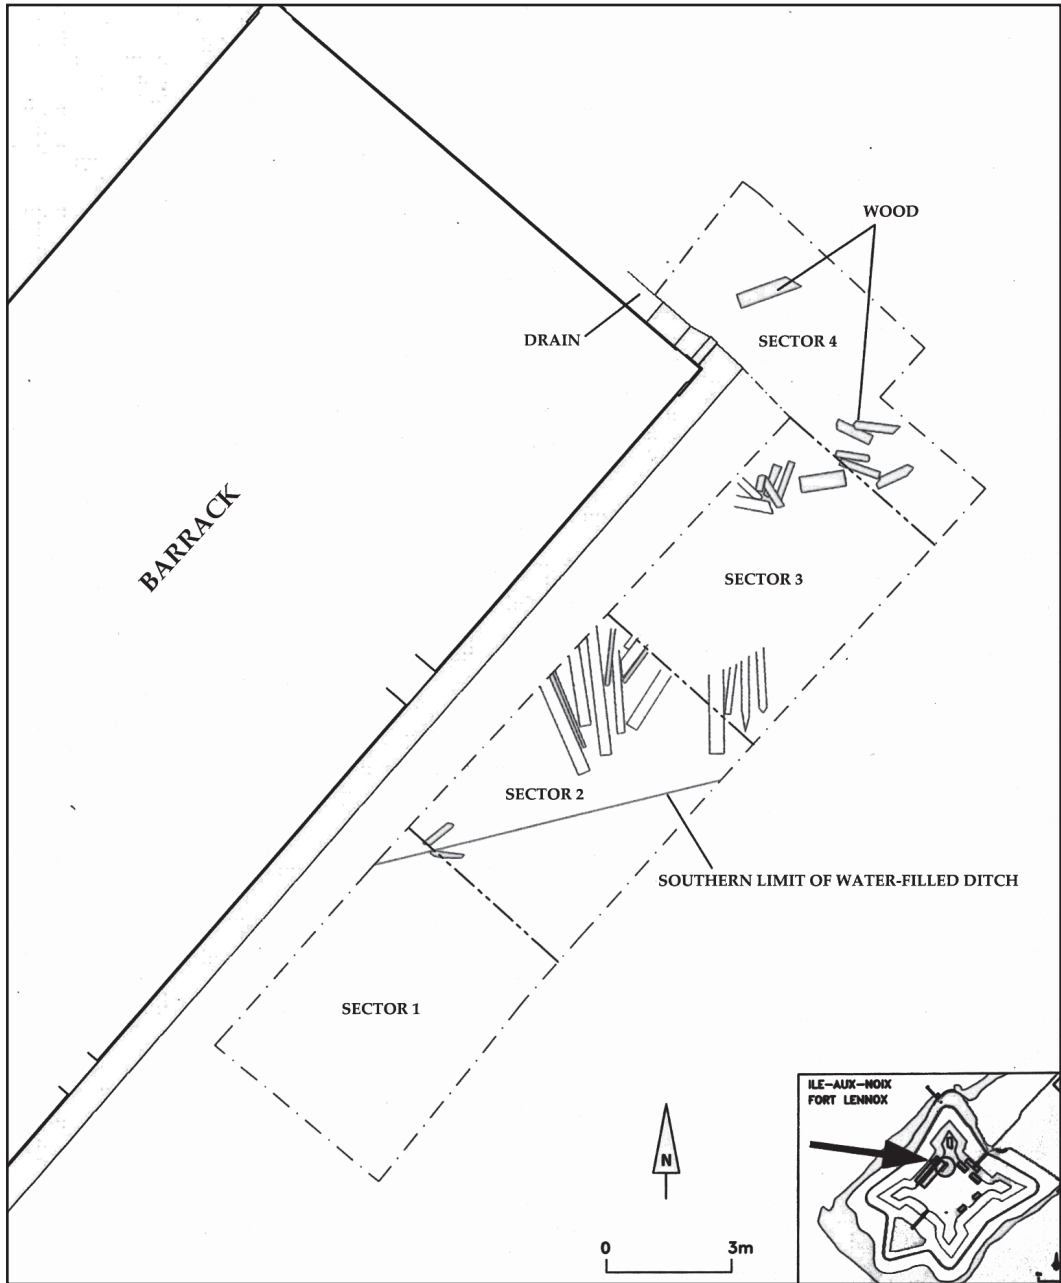 WOOD
DRAIN
SECTOR 4
BARRACK
SECTOR 3
SECTOR 2
SOUTHERN LIMIT OF WATER-FILLED DITCH
SECTOR 1
N
0 3m
ILE-AUX-NOIX
FORT LENNOX